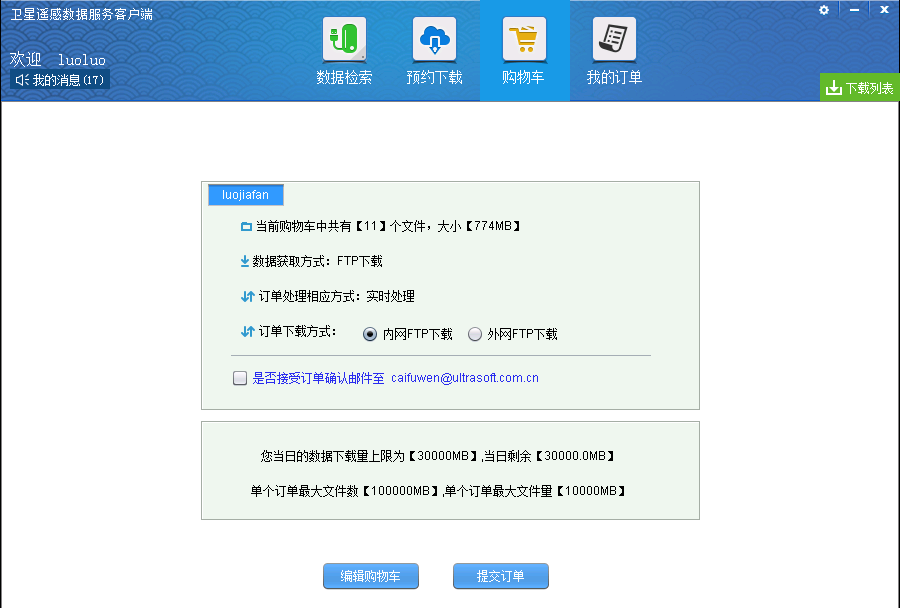 卫星遥感数据服务客户端
欢迎 luoluo
我的消息(17)
数据检索
预约下载
购物车
我的订单
下载列表
luojiafan
当前购物车中共有【11】个文件，大小【774MB】
数据获取方式：FTP下载
订单处理相应方式：实时处理
订单下载方式： 内网FTP下载 外网FTP下载
是否接受订单确认邮件至 caifuwen@ultrasoft.com.cn
您当日的数据下载量上限为【30000MB】,当日剩余【30000.0MB】
单个订单最大文件数【100000MB】,单个订单最大文件量【10000MB】
编辑购物车
提交订单